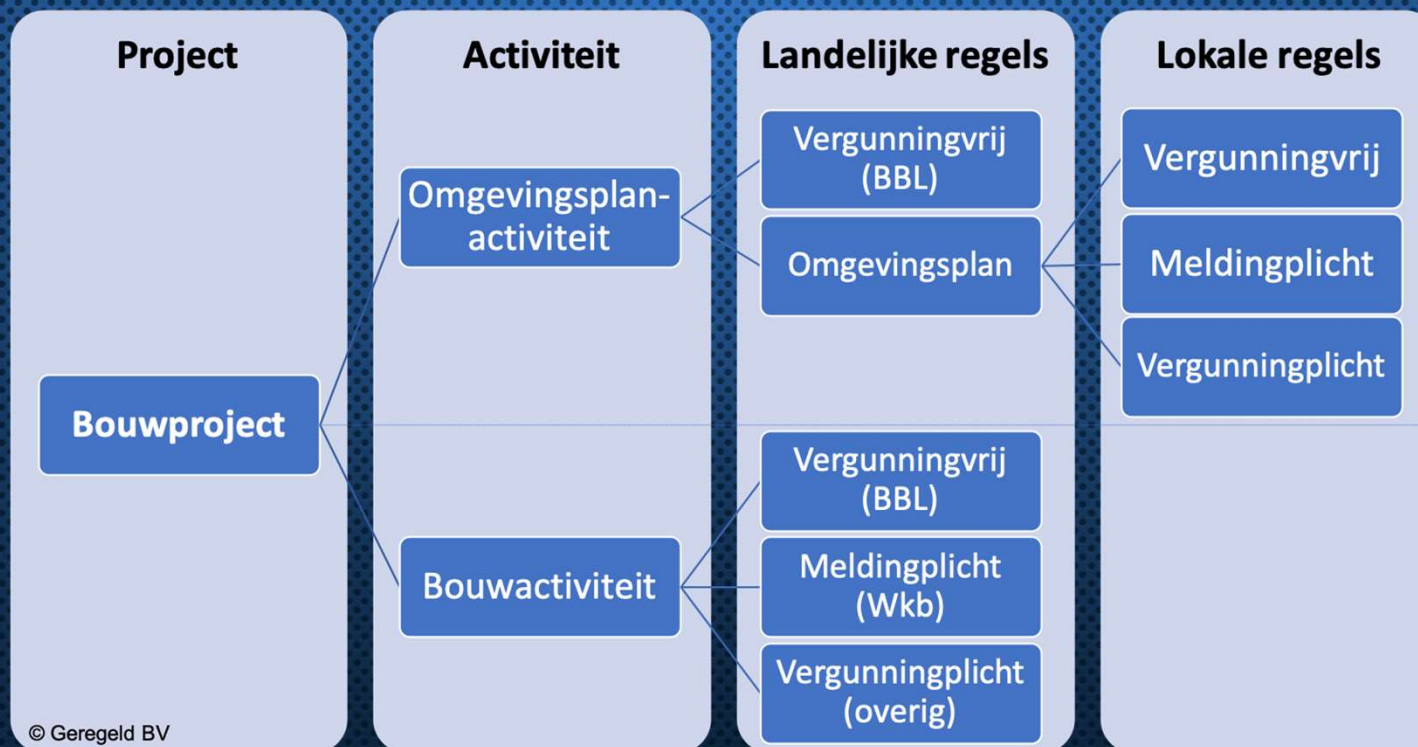 Project
Activiteit
Landelijke regels
Lokale regels
Bouwproject
Omgevingsplan-
activiteit
Bouwactiviteit
Vergunningvrij
(BBL)
Omgevingsplan
Vergunningvrij
(BBL)
Meldingplicht
(Wkb)
Vergunningplicht
(overig)
Vergunningvrij
Meldingplicht
Vergunningplicht
© Geregeld BV